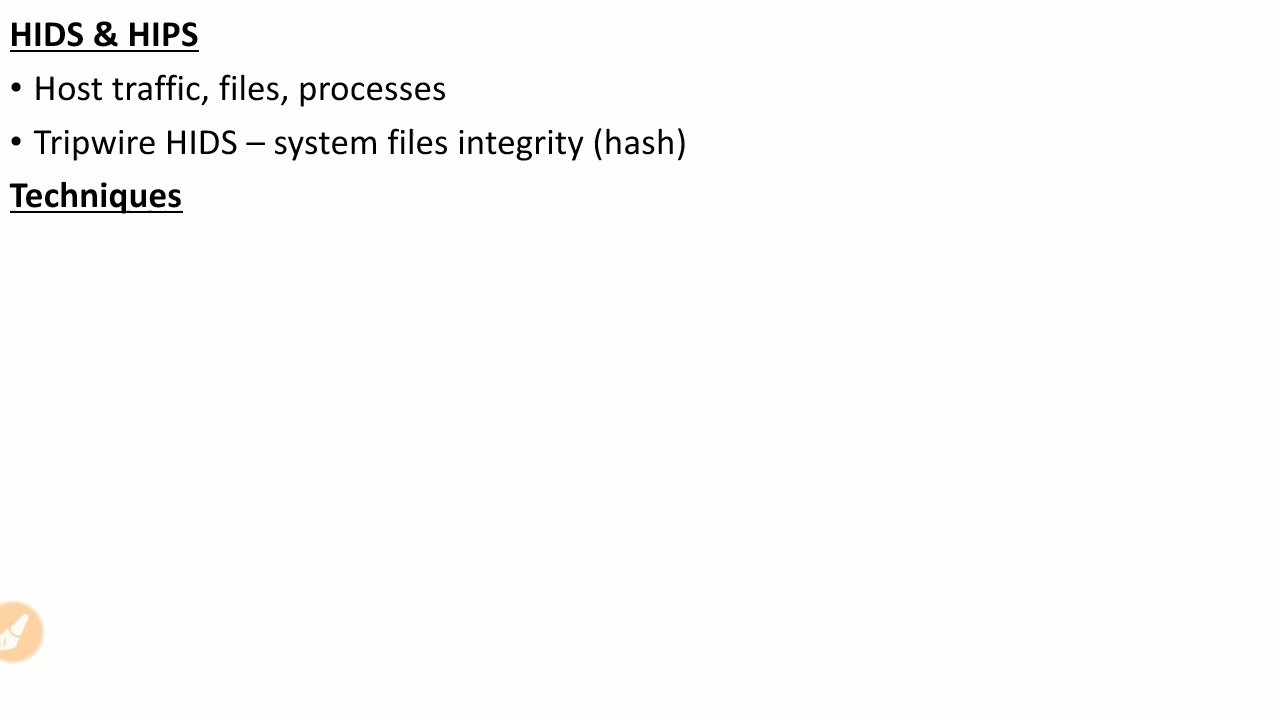 HIDS & HIPS
• Host traffic, files, processes
• Tripwire HIDS – system files integrity (hash)
Techniques